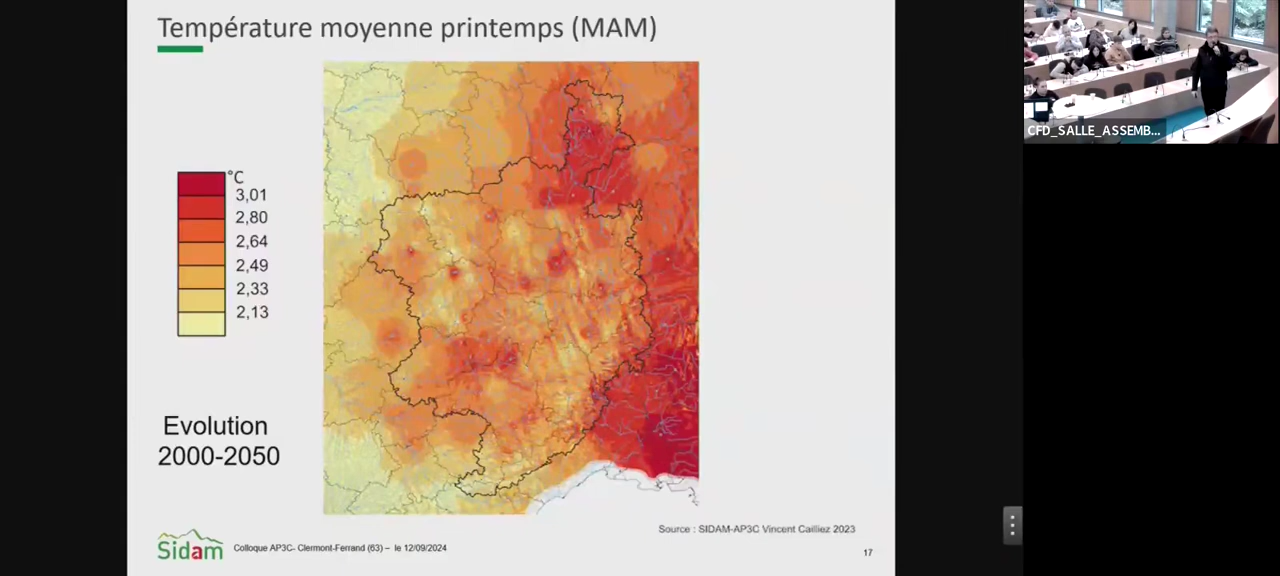 Température moyenne printemps (MAM)
°C
3,01
2,80
2,64
2,49
2,33
2,13
Evolution
2000-2050
Source : SIDAM-AP3C Vincent Cailliez 2023
Sidam
Colloque AP3C- Clermont-Ferrand (63) – le 12/09/2024
17
CFD_SALLE_ASSEMB...